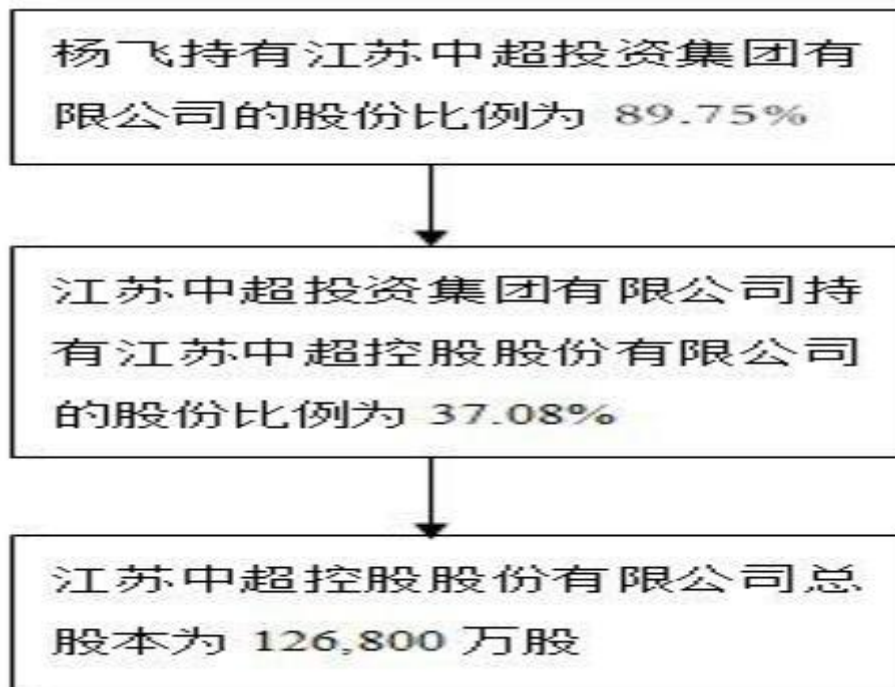 杨飞持有江苏中超投资集团有
限公司的股份比例为 89.75%
江苏中超投资集团有限公司持
有江苏中超控股股份有限公司
的股份比例为 37.08%
江苏中超控股股份有限公司总
股本为 126,800 万股